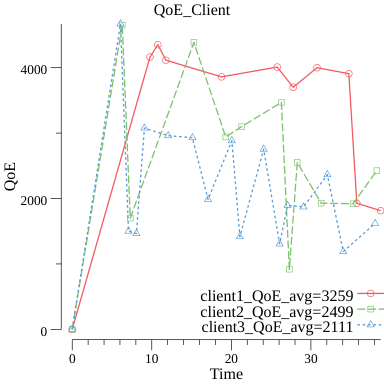 QoE_Client
QoE
4000
2000
0
client1_QoE_avg=3259
client2_QoE_avg=2499
client3_QoE_avg=2111
0 10 20 30
Time